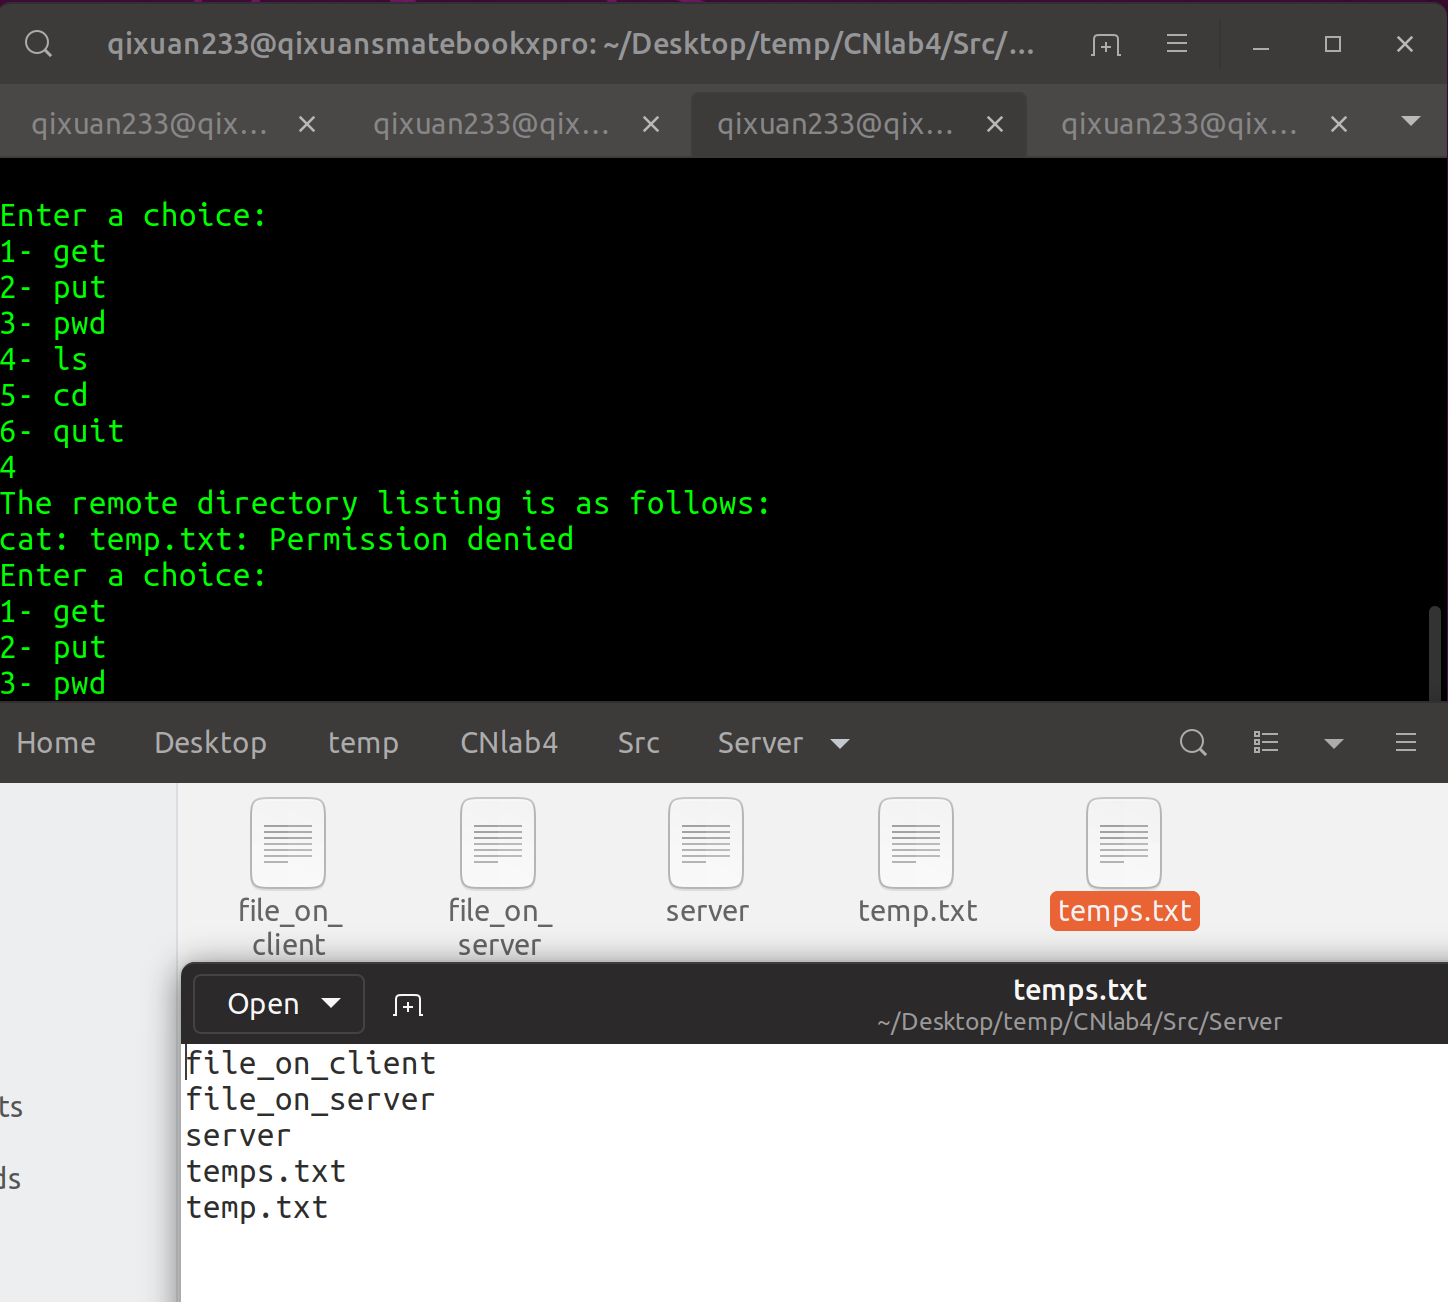 qixuan233@qixuansmatebookxpro: ~/Desktop/temp/CNlab4/Src/...
qixuan233@qix... qixuan233@qix... qixuan233@qix... qixuan233@qix...
Enter a choice:
1- get
2- put
3- pwd
4- ls
5- cd
6- quit
4
The remote directory listing is as follows:
cat: temp.txt: Permission denied
Enter a choice:
1- get
2- put
3- pwd
Home Desktop temp CNlab4 Src Server
file_on_client file_on_server server temp.txt temps.txt
Open
temps.txt
~/Desktop/temp/CNlab4/Src/Server
file_on_client
file_on_server
server
temps.txt
temp.txt
ts
ds